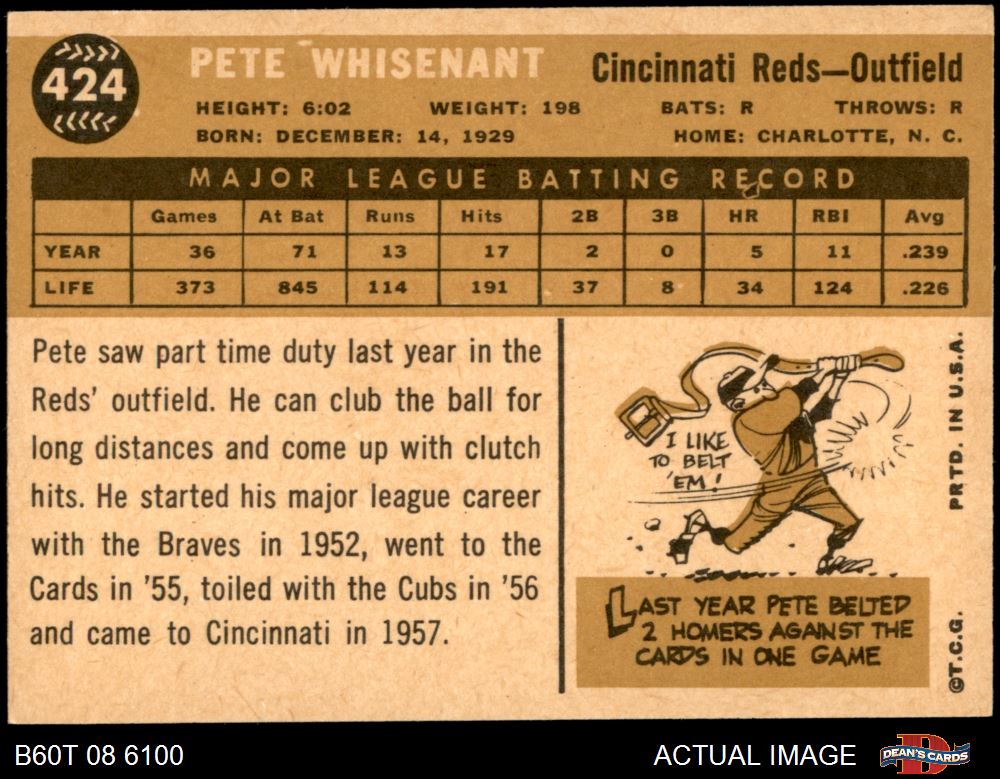 424
PETE WHISENANT
Cincinnati Reds—Outfield
HEIGHT: 6:02 WEIGHT: 198 BATS: R THROWS: R
BORN: DECEMBER: 14, 1929 HOME: CHARLOTTE, N. C.
MAJOR LEAGUE BATTING RECORD
Games At Bat Runs Hits 2B 3B HR RBI Avg
YEAR 36 71 13 17 2 0 5 11 .239
LIFE 373 845 114 191 37 8 34 124 .226
Pete saw part time duty last year in the
Reds' outfield. He can club the ball for
long distances and come up with clutch
hits. He started his major league career
with the Braves in 1952, went to the
Cards in '55, toiled with the Cubs in '56
and came to Cincinnati in 1957.
I LIKE
TO BELT
'EM!
LAST YEAR PETE BELTED
2 HOMERS AGAINST THE
CARDS IN ONE GAME
©T.C.G. PRTD. IN U.S.A.
B60T 08 6100
ACTUAL IMAGE
DEAN'S CARDS